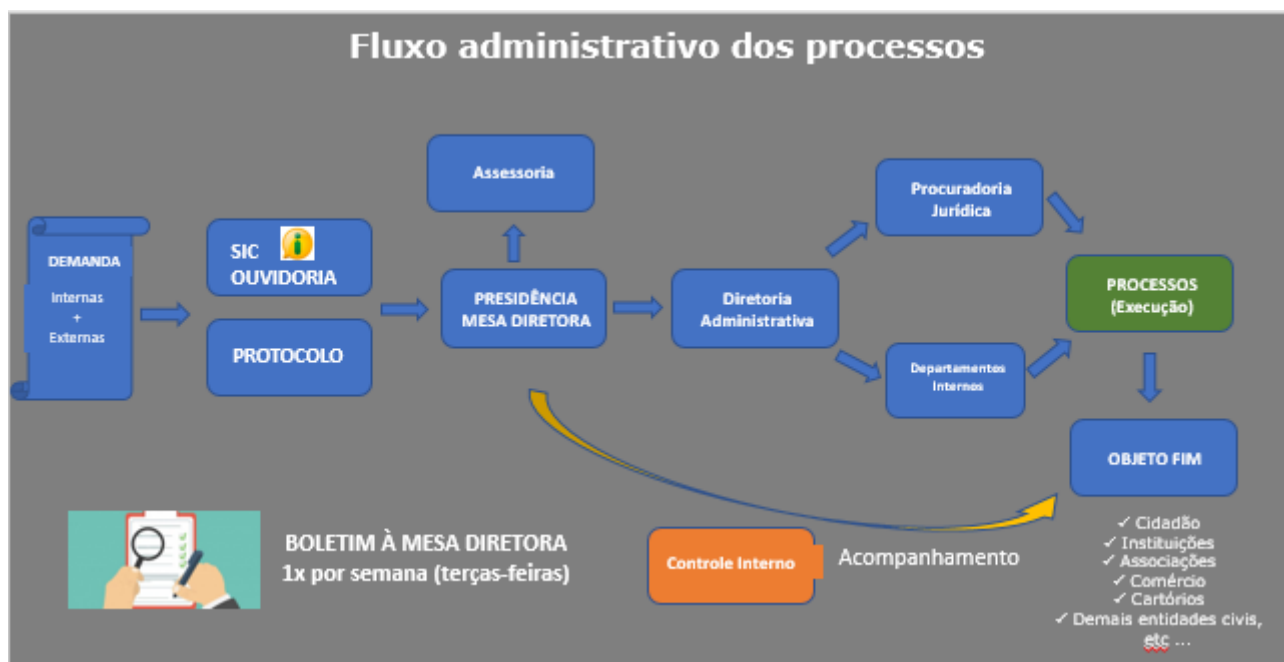 Fluxo administrativo dos processos
DEMANDA
Internas
+
Externas
SIC
OUVIDORIA
PROTOCOLO
Assessoria
PRESIDÊNCIA
MESA DIRETORA
Diretoria
Administrativa
Procuradoria
Jurídica
Departamentos
Internos
PROCESSOS
(Execução)
OBJETO FIM
✓ Cidadão
✓ Instituições
✓ Associações
✓ Comércio
✓ Cartórios
✓ Demais entidades civis,
etc ...
Controle Interno
Acompanhamento
BOLETIM À MESA DIRETORA
1x por semana (terças-feiras)